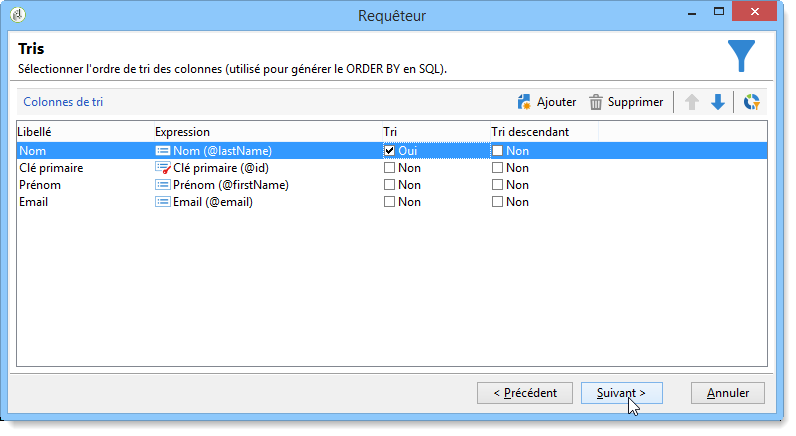 Requêteur
Tris
Sélectionner l'ordre de tri des colonnes (utilisé pour générer le ORDER BY en SQL).
Colonnes de tri Ajouter Supprimer
Libellé Expression Tri Tri descendant
Nom Nom (@lastName) Oui Non
Clé primaire Clé primaire (@id) Non Non
Prénom Prénom (@firstName) Non Non
Email Email (@email) Non Non
< Précédent Suivant > Annuler